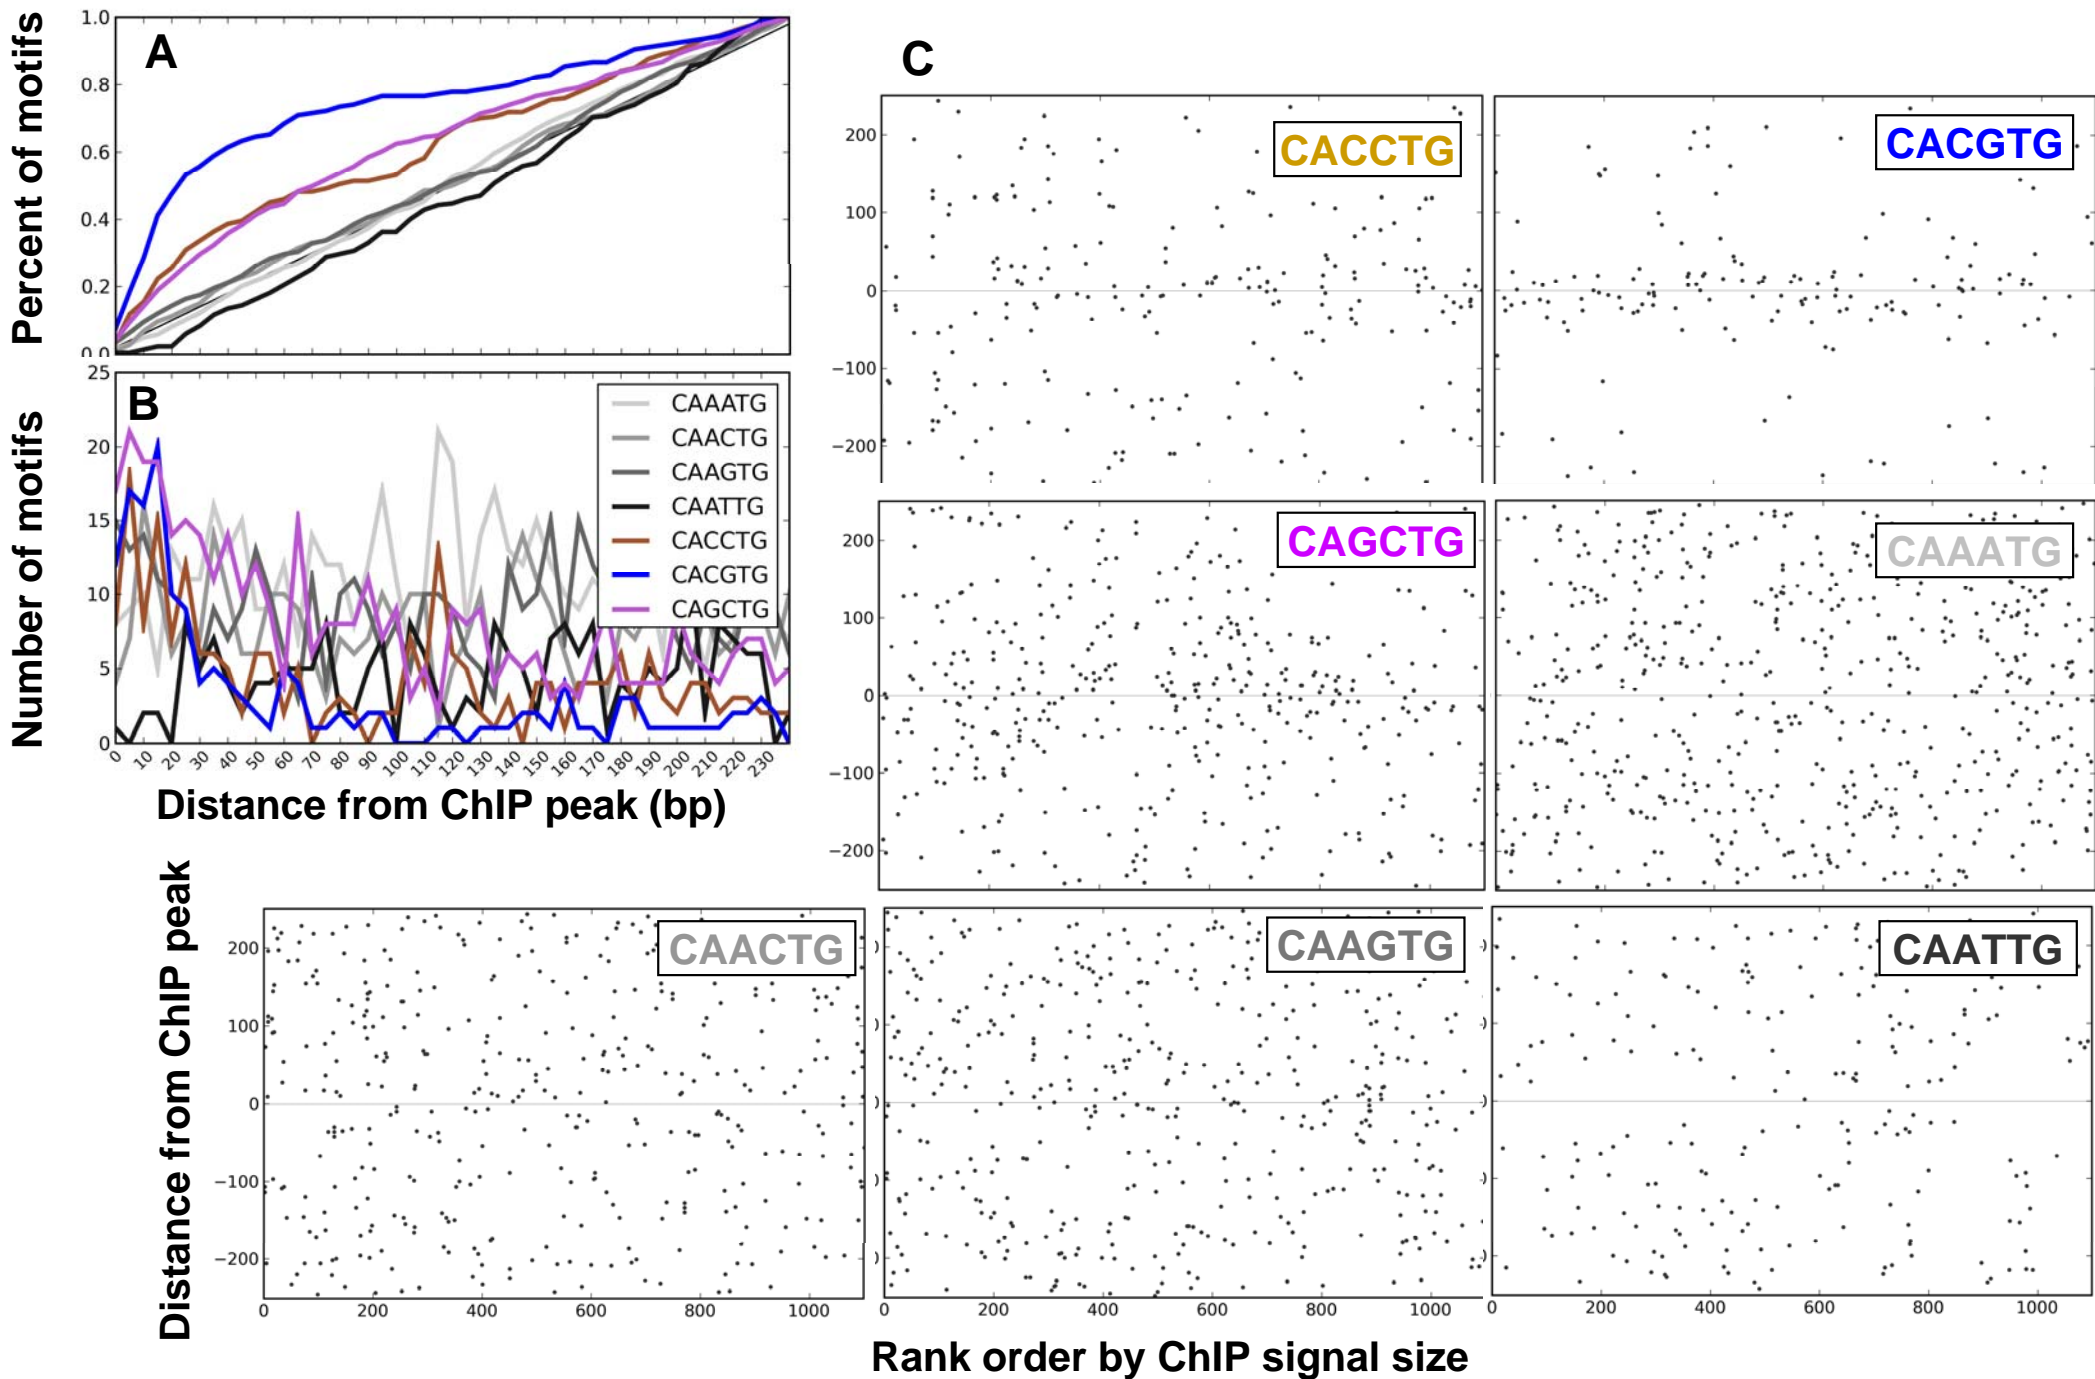 A
Percent of motifs
1.0
0.8
0.6
0.4
0.2
0.0
B
Number of motifs
25
20
15
10
5
0
CAAATG
CAACTG
CAAGTG
CAATTG
CACCTG
CACGTG
CAGCTG
0 10 20 30 40 50 60 70 80 90 100 110 120 130 140 150 160 170 180 190 200 210 220 230
Distance from ChIP peak (bp)
C
CACCTG
200
100
0
−100
−200
CACGTG
CAGCTG
200
100
0
−100
−200
CAAATG
Distance from ChIP peak
CAACTG
200
100
0
−100
−200
0 200 400 600 800 1000
CAAGTG
0 200 400 600 800 1000
CAATTG
0 200 400 600 800 1000
Rank order by ChIP signal size